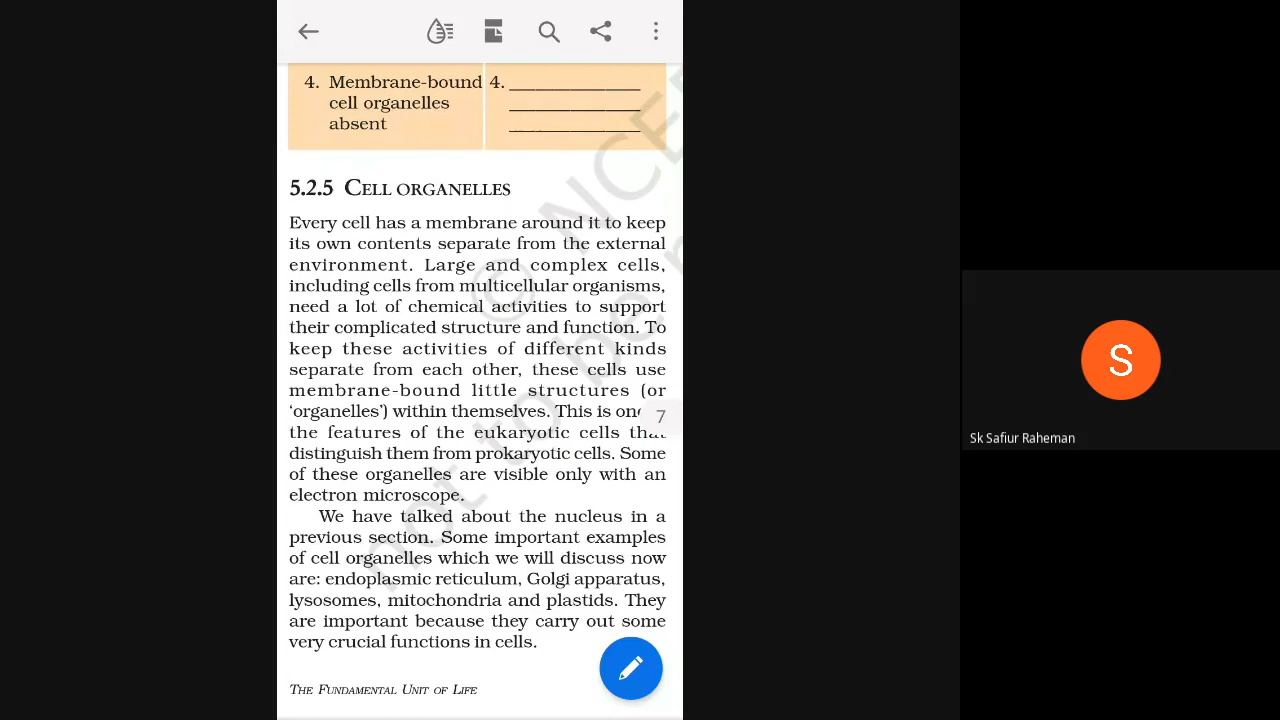 4. Membrane-bound 4. _______________
cell organelles _______________
absent _______________
5.2.5 CELL ORGANELLES
Every cell has a membrane around it to keep
its own contents separate from the external
environment. Large and complex cells,
including cells from multicellular organisms,
need a lot of chemical activities to support
their complicated structure and function. To
keep these activities of different kinds
separate from each other, these cells use
membrane-bound little structures (or
‘organelles’) within themselves. This is one
7
the features of the eukaryotic cells that
distinguish them from prokaryotic cells. Some
of these organelles are visible only with an
electron microscope.
We have talked about the nucleus in a
previous section. Some important examples
of cell organelles which we will discuss now
are: endoplasmic reticulum, Golgi apparatus,
lysosomes, mitochondria and plastids. They
are important because they carry out some
very crucial functions in cells.
THE FUNDAMENTAL UNIT OF LIFE
© NCE
not to be
S
Sk Safiur Raheman